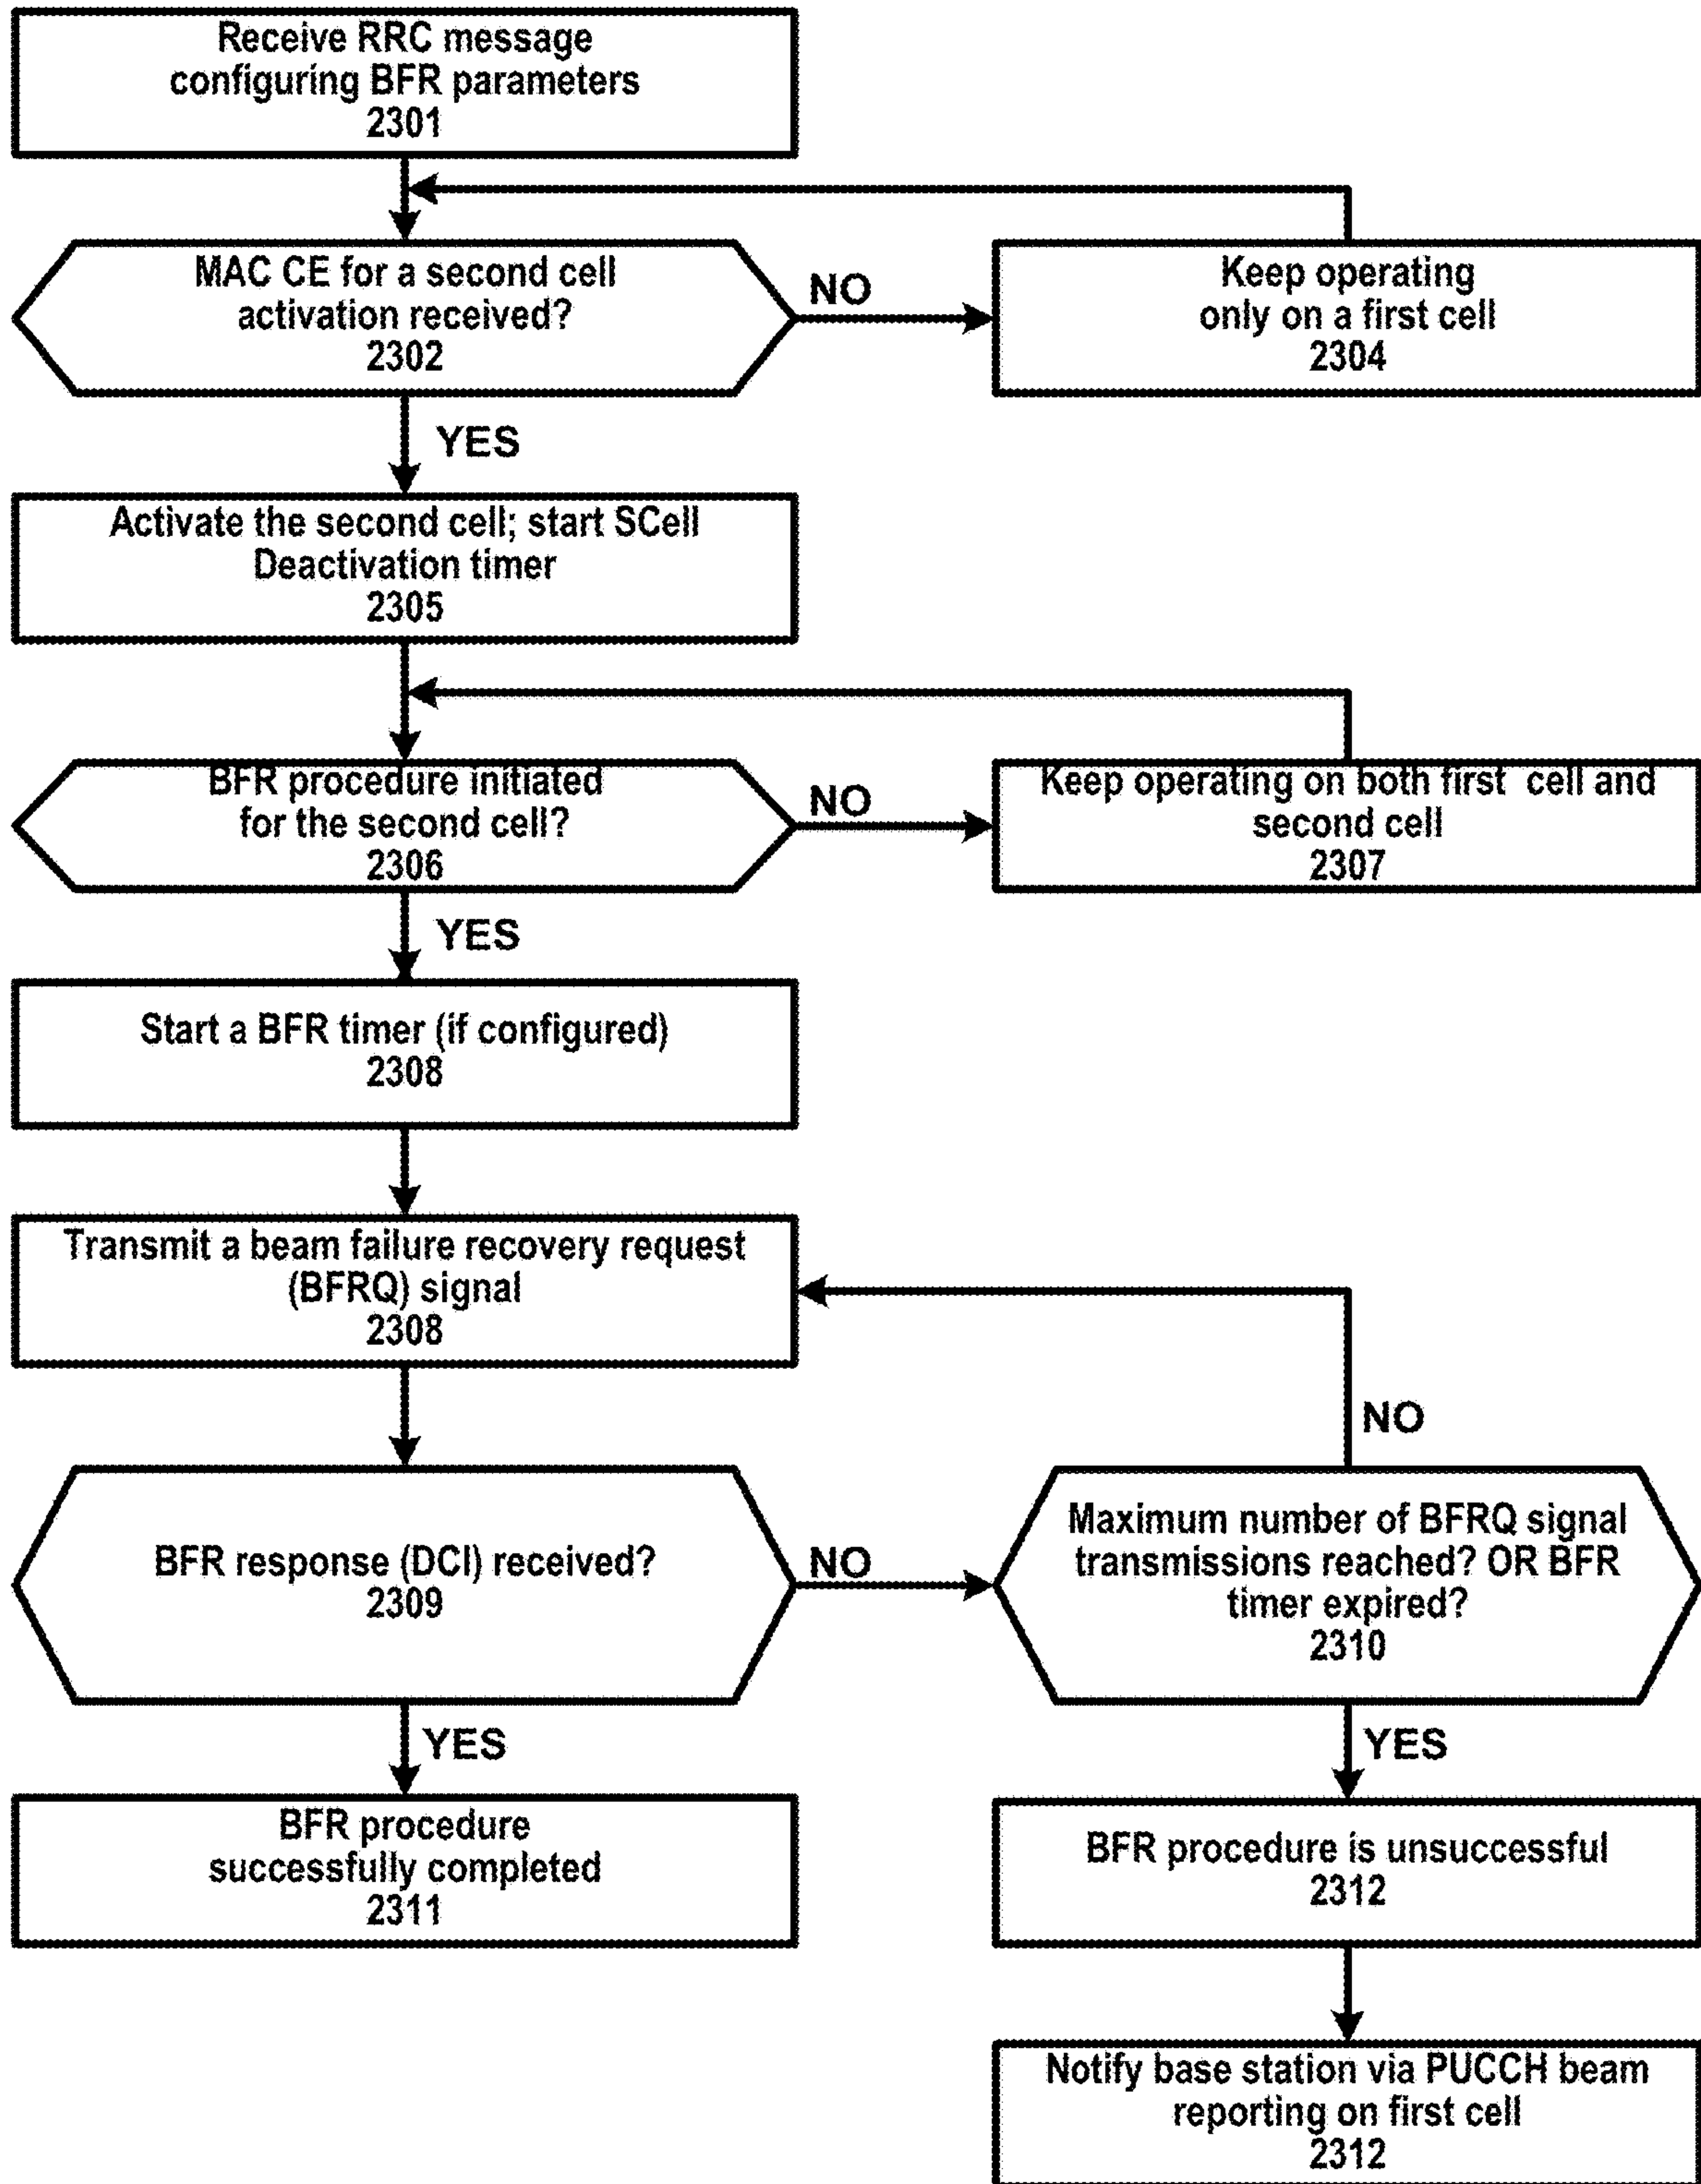 Receive RRC message
configuring BFR parameters
2301
MAC CE for a second cell
activation received?
2302
NO
Keep operating
only on a first cell
2304
YES
Activate the second cell; start SCell
Deactivation timer
2305
BFR procedure initiated
for the second cell?
2306
NO
Keep operating on both first cell and
second cell
2307
YES
Start a BFR timer (if configured)
2308
Transmit a beam failure recovery request
(BFRQ) signal
2308
NO
BFR response (DCI) received?
2309
NO
Maximum number of BFRQ signal
transmissions reached? OR BFR
timer expired?
2310
YES
YES
BFR procedure
successfully completed
2311
BFR procedure is unsuccessful
2312
Notify base station via PUCCH beam
reporting on first cell
2312